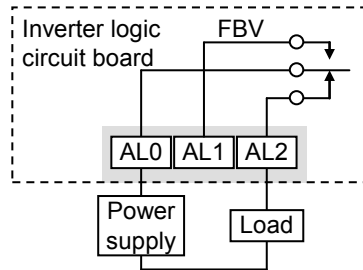 Inverter logic
circuit board
FBV
AL0
AL1
AL2
Power
supply
Load